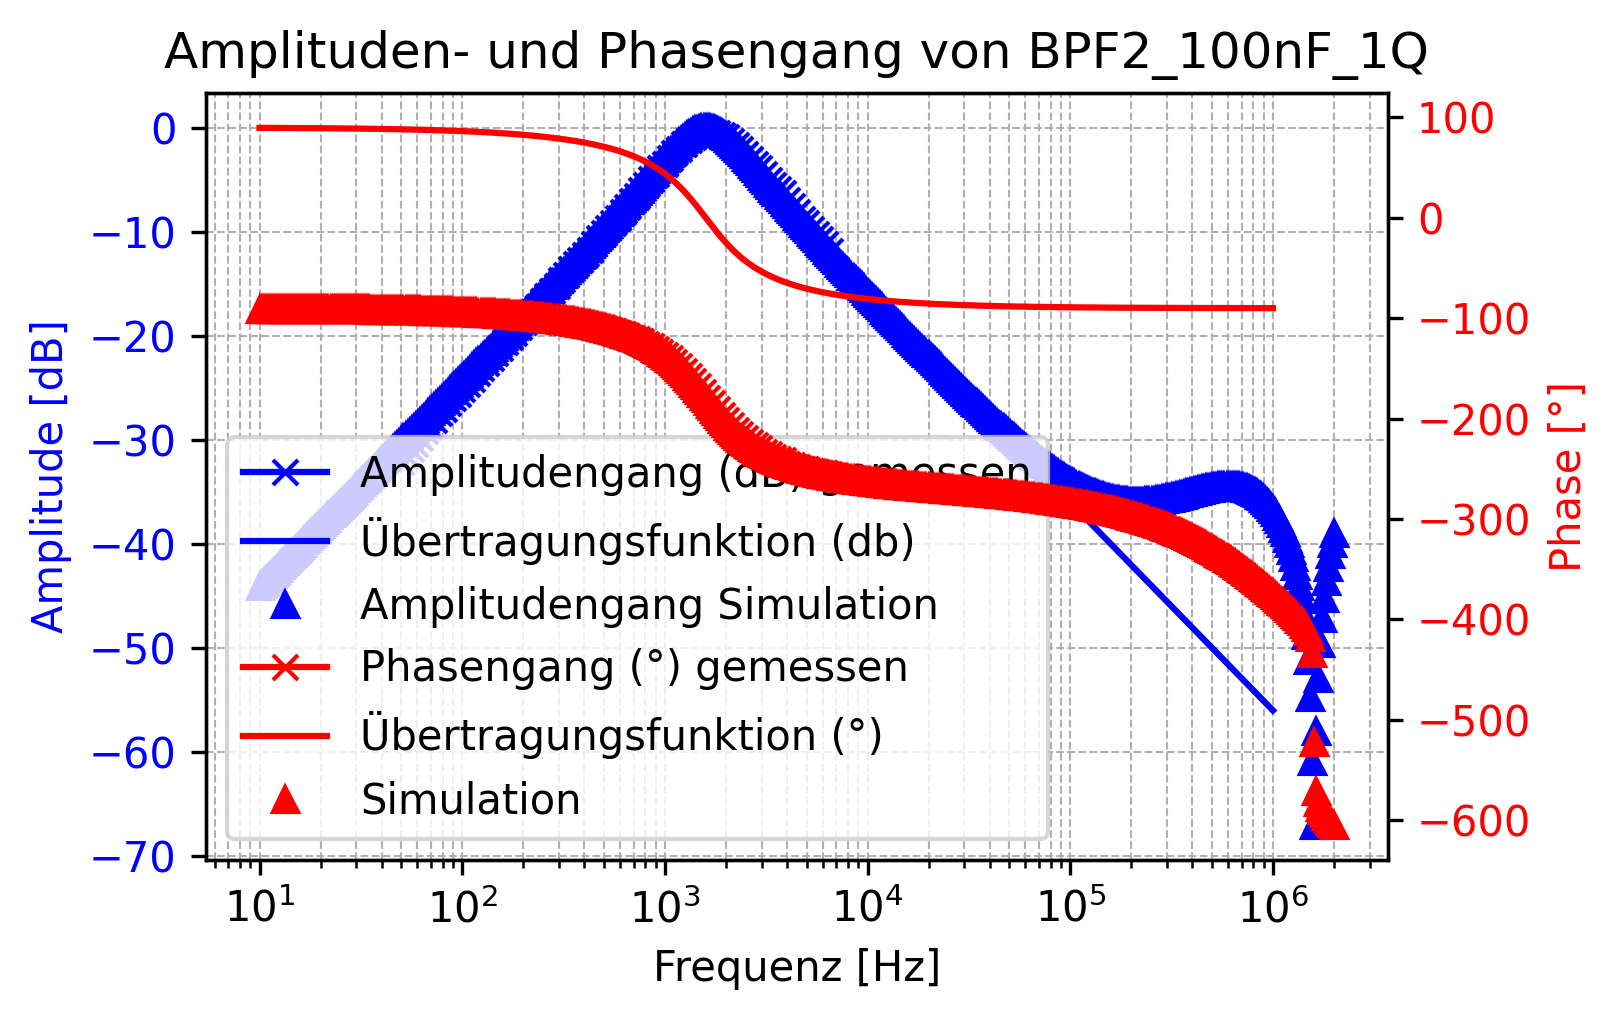 Amplituden- und Phasengang von BPF2_100nF_1Q
0
−10
−20
−30
−40
−50
−60
−70
Amplitude [dB]
100
0
−100
−200
−300
−400
−500
−600
Phase [°]
Amplitudengang (dB) gemessen
Übertragungsfunktion (db)
Amplitudengang Simulation
Phasengang (°) gemessen
Übertragungsfunktion (°)
Simulation
10¹ 10² 10³ 10⁴ 10⁵ 10⁶
Frequenz [Hz]